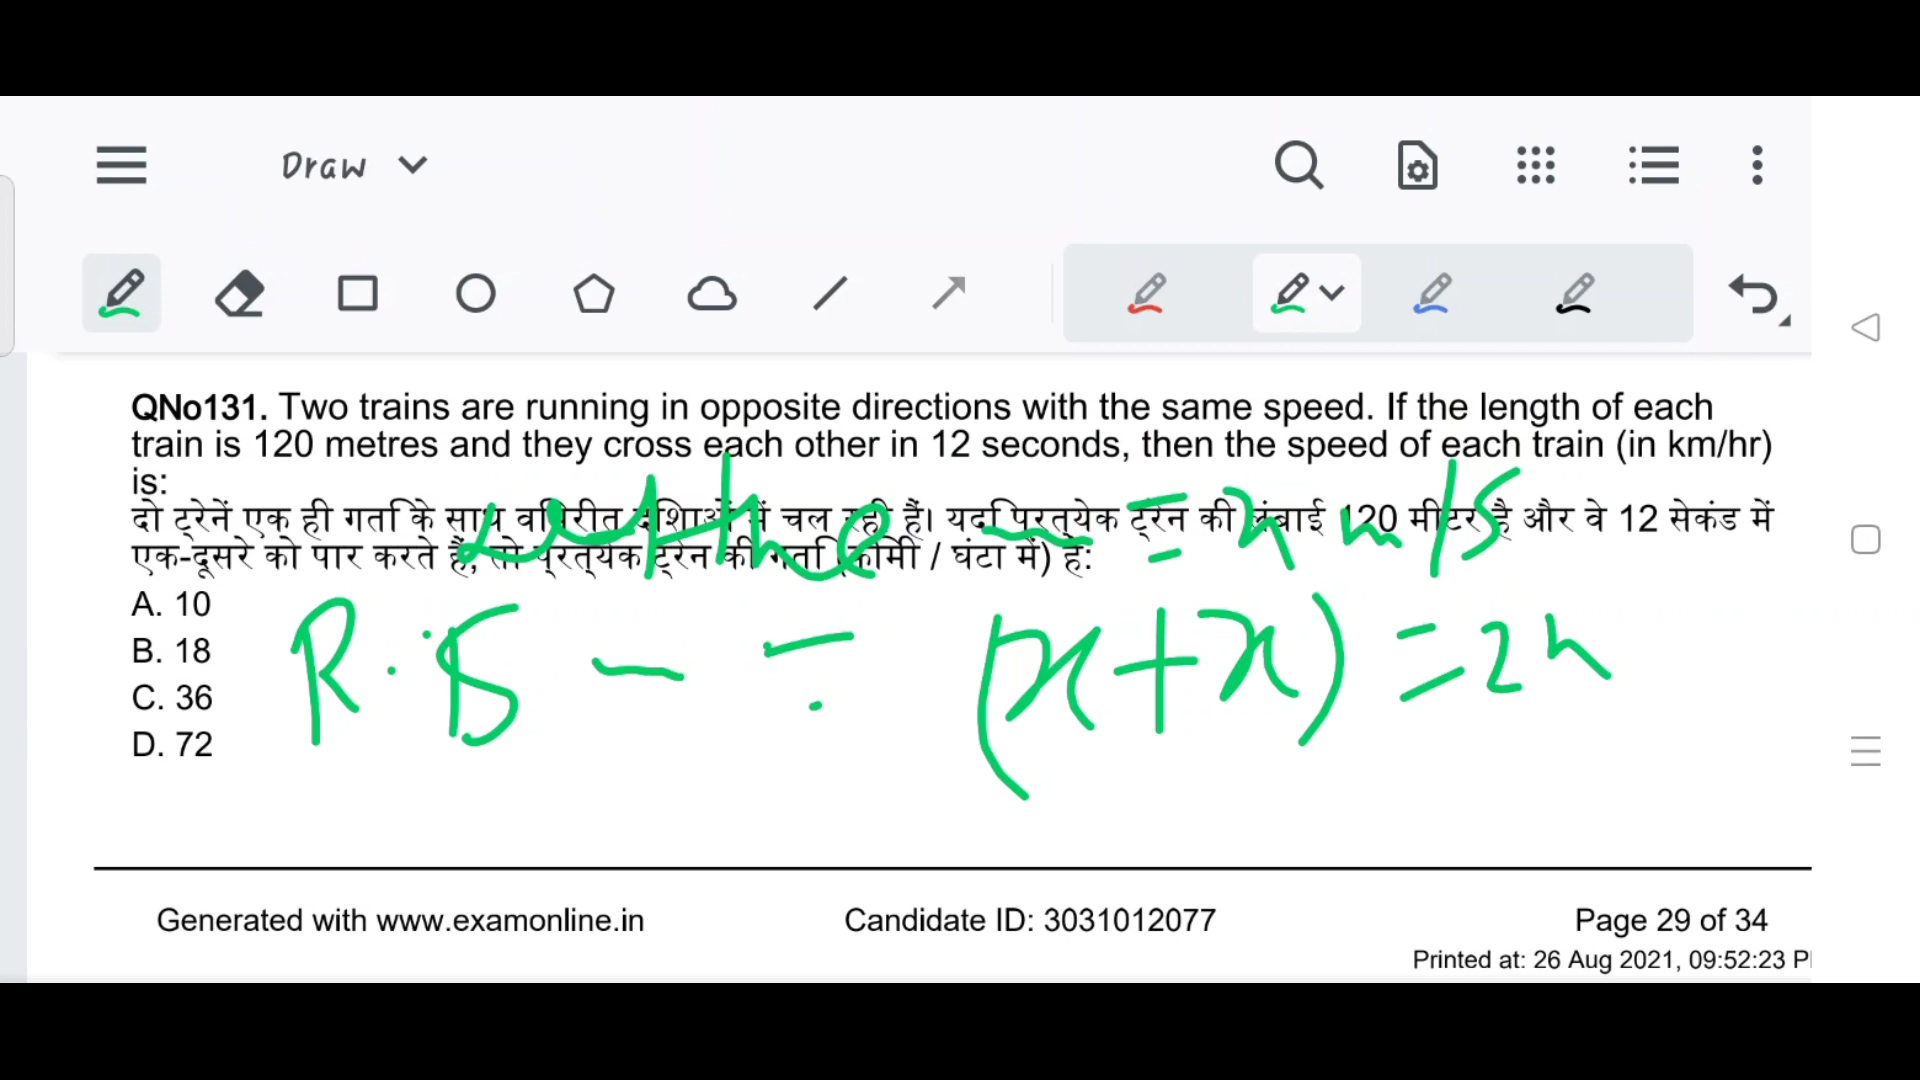 Draw
QNo131. Two trains are running in opposite directions with the same speed. If the length of each
train is 120 metres and they cross each other in 12 seconds, then the speed of each train (in km/hr)
is:
दो ट्रेनें एक ही गति के साथ विपरीत दिशाओं में चल रही हैं। यदि प्रत्येक ट्रेन की लंबाई 120 मीटर है और वे 12 सेकंड में
एक-दूसरे को पार करते हैं, तो प्रत्येक ट्रेन की गति (किमी / घंटा में) है:
let the = x m/s
A. 10
B. 18
C. 36
D. 72
R.S - = (x+x) = 2x
Generated with www.examonline.in Candidate ID: 3031012077 Page 29 of 34
Printed at: 26 Aug 2021, 09:52:23 P